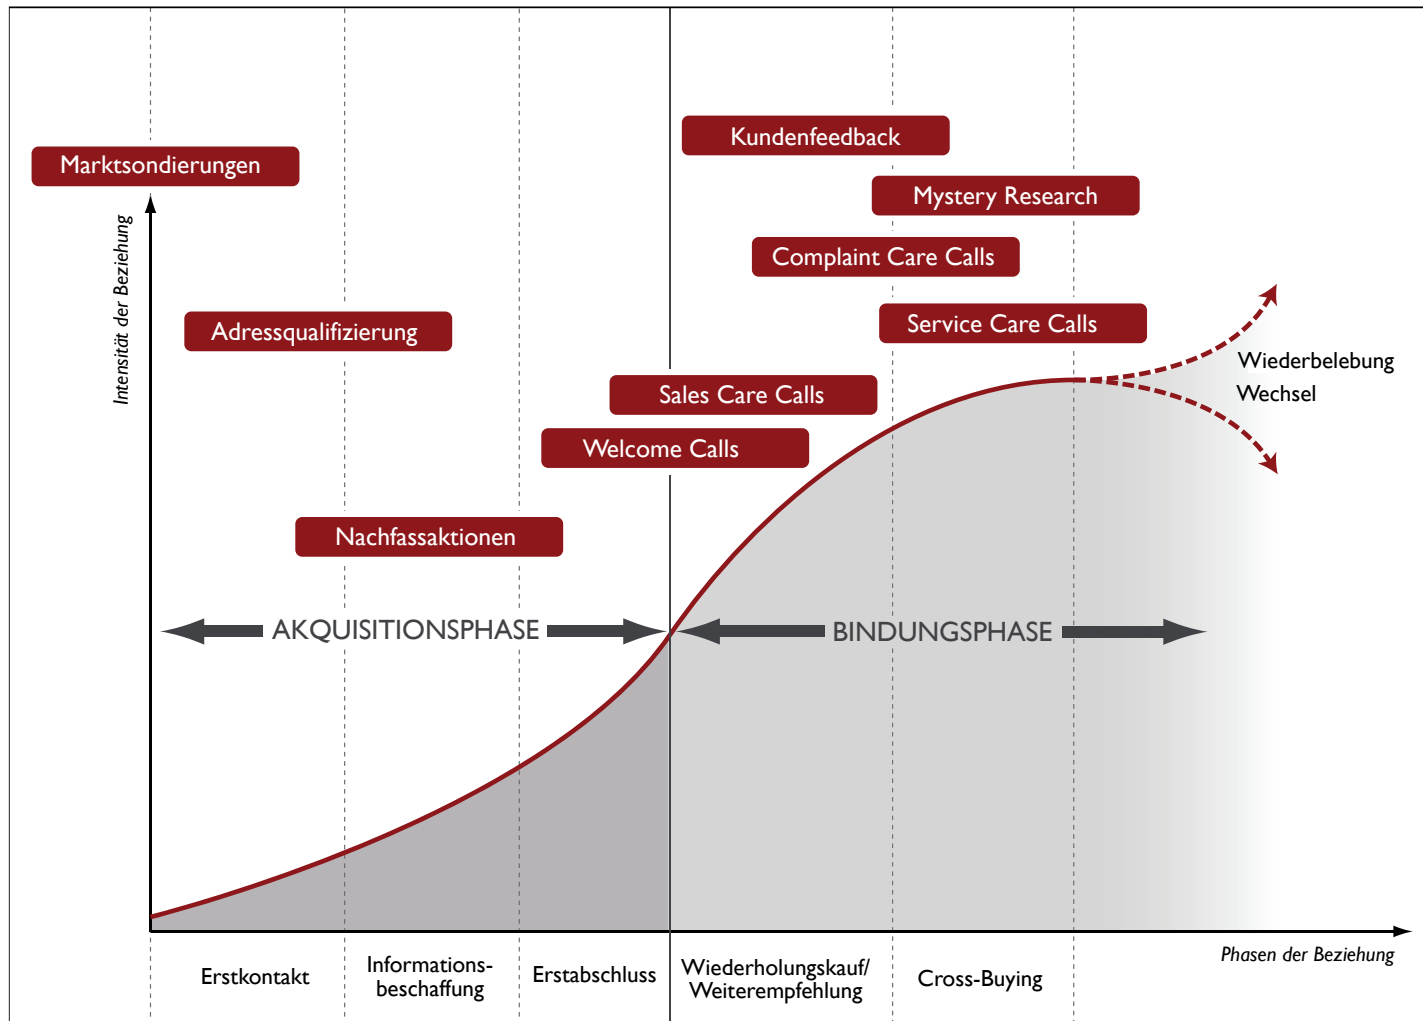 Kundenfeedback
Marktsondierungen
Mystery Research
Complaint Care Calls
Intensität der Beziehung
Adressqualifizierung
Service Care Calls
Wiederbelebung
Wechsel
Sales Care Calls
Welcome Calls
Nachfassaktionen
AKQUISITIONSPHASE
BINDUNGSPHASE
Phasen der Beziehung
Erstkontakt
Informations-
beschaffung
Erstabschluss
Wiederholungskauf/
Weiterempfehlung
Cross-Buying